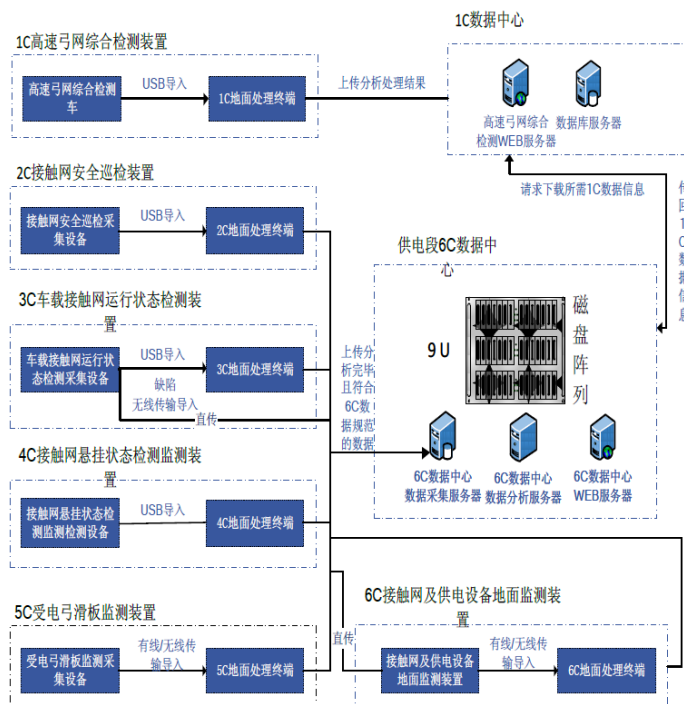 1C高速弓网综合检测装置
高速弓网综合检测
车
USB导入
1C地面处理终端
上传分析处理结果
1C数据中心
高速弓网综合
检测WEB服务器
数据库服务器
请求下载所需1C数据信息
传
回
1
C
数
据
信
息
2C接触网安全巡检装置
接触网安全巡检采
集设备
USB导入
2C地面处理终端
3C车载接触网运行状态检测装
置
车载接触网运行状
态检测采集设备
USB导入
3C地面处理终端
缺陷
无线传输导入
直传
上传分
析完毕
且符合
6C数
据规范
的数据
供电段6C数据中
心
9U
磁
盘
阵
列
6C数据中心
数据采集服务器
6C数据中心
数据分析服务器
6C数据中心
WEB服务器
4C接触网悬挂状态检测监测装
置
接触网悬挂状态检
测监测检测设备
USB导入
4C地面处理终端
5C受电弓滑板监测装置
受电弓滑板监测采
集设备
有线/无线传
输导入
5C地面处理终端
直传
6C接触网及供电设备地面监测装
置
接触网及供电设备
地面监测装置
有线/无线传
输导入
6C地面处理终端